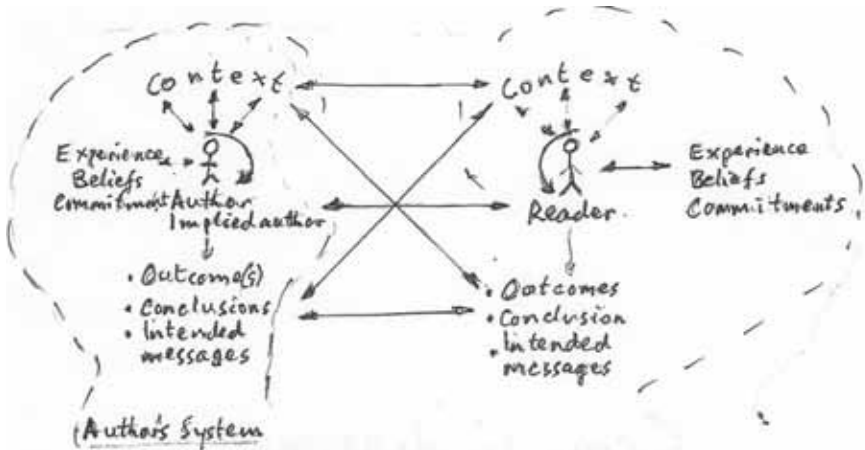 Context
Experience
Beliefs
Commitment
Author
Implied author
• Outcome(s)
• Conclusions
• Intended
messages
(Author's System
Context
Reader
Experience
Beliefs
Commitments
• Outcomes
• Conclusion
• Intended
messages